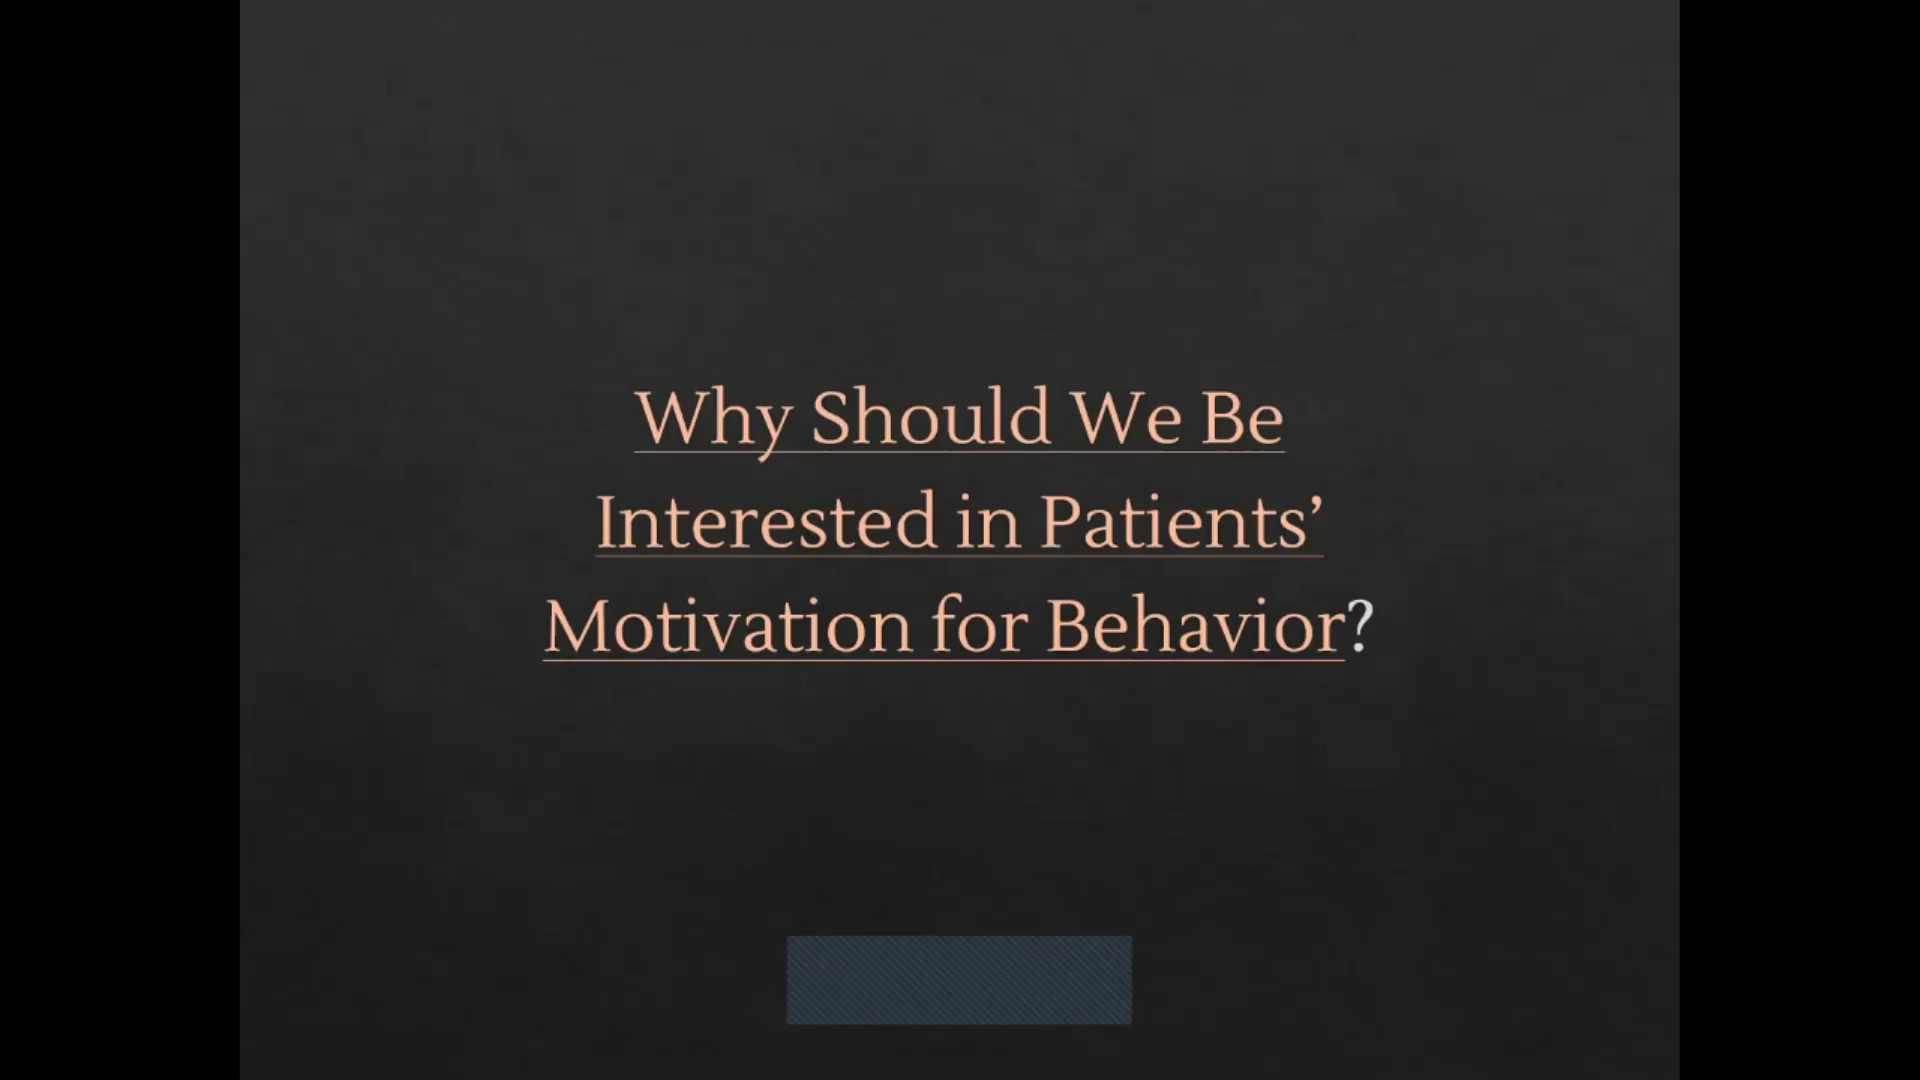 Why Should We Be
Interested in Patients’
Motivation for Behavior?